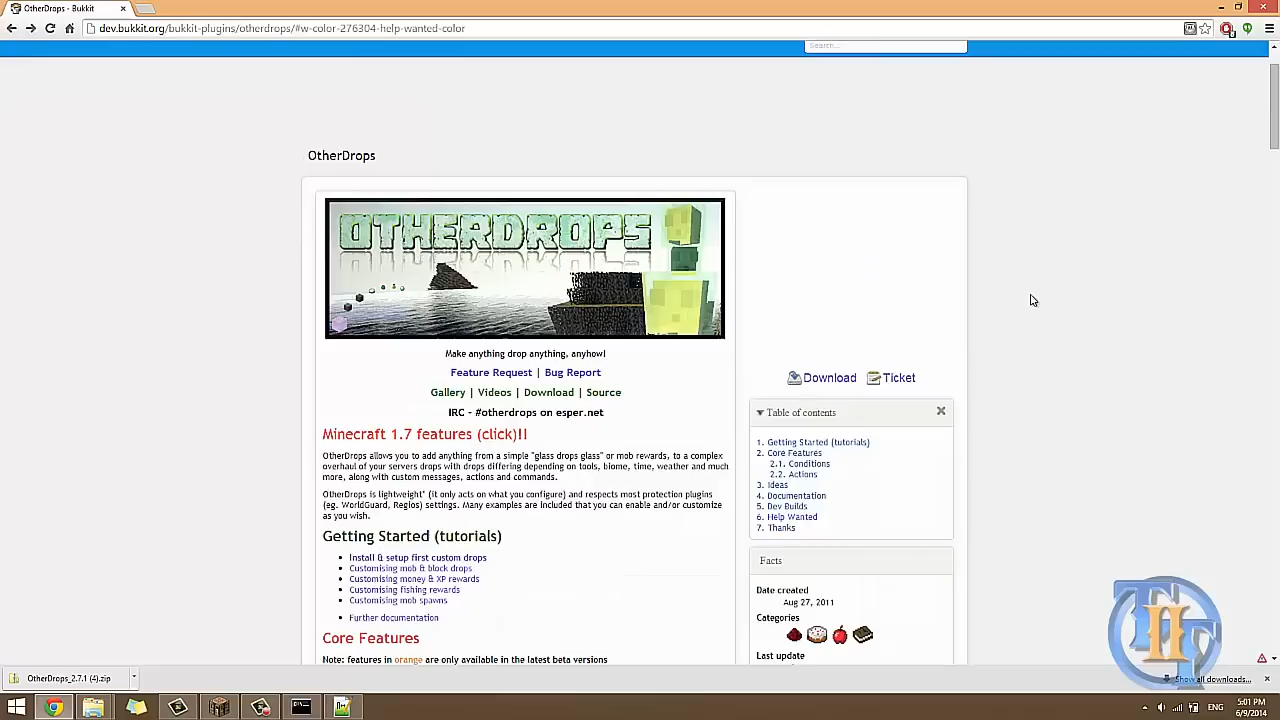 OtherDrops - Bukkit
dev.bukkit.org/bukkit-plugins/otherdrops/#w-color-276304-help-wanted-color
Search...
OtherDrops
OTHERDROPS
Make anything drop anything, anyhow!
Feature Request | Bug Report
Gallery | Videos | Download | Source
IRC - #otherdrops on esper.net
Minecraft 1.7 features (click)!!
OtherDrops allows you to add anything from a simple "glass drops glass" or mob rewards, to a complex
overhaul of your servers drops with drops differing depending on tools, biome, time, weather and much
more, along with custom messages, actions and commands.
OtherDrops is lightweight* (it only acts on what you configure) and respects most protection plugins
(eg. WorldGuard, Regios) settings. Many examples are included that you can enable and/or customize
as you wish.
Getting Started (tutorials)
Install & setup first custom drops
Customising mob & block drops
Customising money & XP rewards
Customising fishing rewards
Customising mob spawns
Further documentation
Core Features
Note: features in orange are only available in the latest beta versions
Download Ticket
Table of contents
1. Getting Started (tutorials)
2. Core Features
2.1. Conditions
2.2. Actions
3. Ideas
4. Documentation
5. Dev Builds
6. Help Wanted
7. Thanks
Facts
Date created
Aug 27, 2011
Categories
Last update
OtherDrops_2.7.1 (4).zip
Show all downloads...
ENG
5:01 PM
6/9/2014